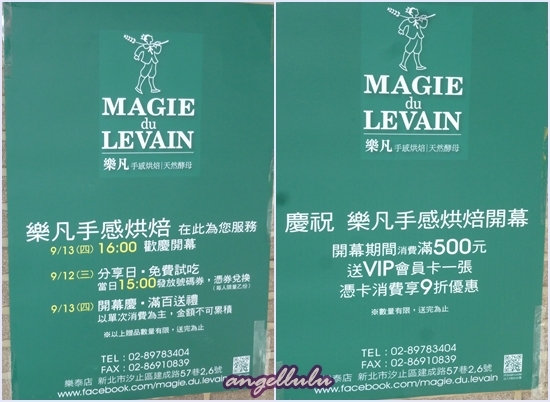 MAGIE
du
LEVAIN
樂凡 手感烘焙|天然酵母
樂凡手感烘焙 在此為您服務
9/13(四) 16:00 歡慶開幕
9/12(三) 分享日・免費試吃
當日15:00發放號碼券，憑券兌換
(每人限量乙份)
9/13(四) 開幕慶・滿百送禮
以單次消費為主，金額不可累積
※以上贈品數量有限，送完為止
TEL : 02-89783404
FAX : 02-86910839
樂泰店 新北市汐止區建成路57巷2,6號
www.facebook.com/magie.du.levain
MAGIE
du
LEVAIN
樂凡 手感烘焙|天然酵母
慶祝 樂凡手感烘焙開幕
開幕期間消費滿500元
送VIP會員卡一張
憑卡消費享9折優惠
※數量有限，送完為止
TEL : 02-89783404
FAX : 02-86910839
樂泰店 新北市汐止區建成路57巷2,6號
www.facebook.com/magie.du.levain
angellulu